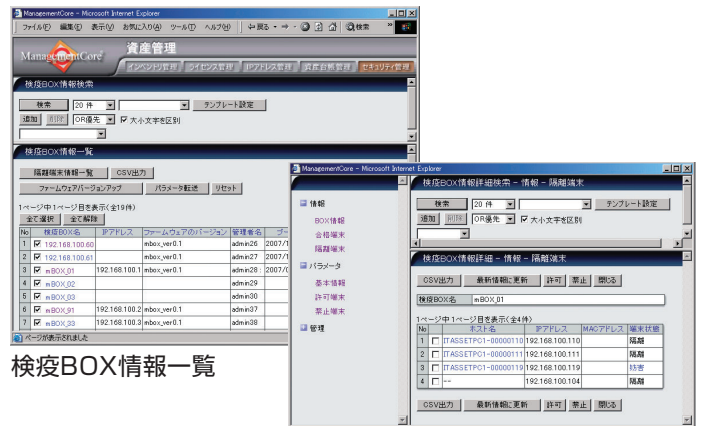 ManagementCore - Microsoft Internet Explorer
ファイル(F) 編集(E) 表示(V) お気に入り(A) ツール(T) ヘルプ(H) 戻る 検索
ManagementCore
資産管理
インベントリ管理 ライセンス管理 IPアドレス管理 資産台帳管理 セキュリティ管理
検疫BOX情報検索
検索 20 件 テンプレート設定
追加 削除 OR優先 大小文字を区別
検疫BOX情報一覧
隔離端末情報一覧 CSV出力
ファームウェアバージョンアップ パラメータ転送 リセット
1ページ中1ページ目を表示(全19件)
全て選択 全て解除
No 検疫BOX名 IPアドレス ファームウェアのバージョン 管理者名
1 192.168.100.60 mbox_ver0.1 admin26 2007/1
2 192.168.100.61 mbox_ver0.1 admin27 2007/1
3 mBOX_01 192.168.100.1 mbox_ver0.1 admin28 2007/0
4 mBOX_02 admin29
5 mBOX_03 admin30
6 mBOX_91 192.168.100.2 mbox_ver0.1 admin37
7 mBOX_33 192.168.100.3 mbox_ver0.1 admin38
ページが表示されました
検疫BOX情報一覧
ManagementCore - Microsoft Internet Explorer
情報
BOX情報
合格端末
隔離端末
パラメータ
基本情報
許可端末
禁止端末
管理
検疫BOX情報詳細検索 - 情報 - 隔離端末
検索 20 件 テンプレート設定
追加 削除 OR優先 大小文字を区別
検疫BOX情報詳細 - 情報 - 隔離端末
CSV出力 最新情報に更新 許可 禁止 閉じる
検疫BOX名 mBOX_01
1ページ中1ページ目を表示(全4件)
No ホスト名 IPアドレス MACアドレス 端末状態
1 ITASSETPC1-00000110 192.168.100.110 隔離
2 ITASSETPC1-00000111 192.168.100.111 隔離
3 ITASSETPC1-00000119 192.168.100.119 妨害
4 -- 192.168.100.104 隔離
CSV出力 最新情報に更新 許可 禁止 閉じる